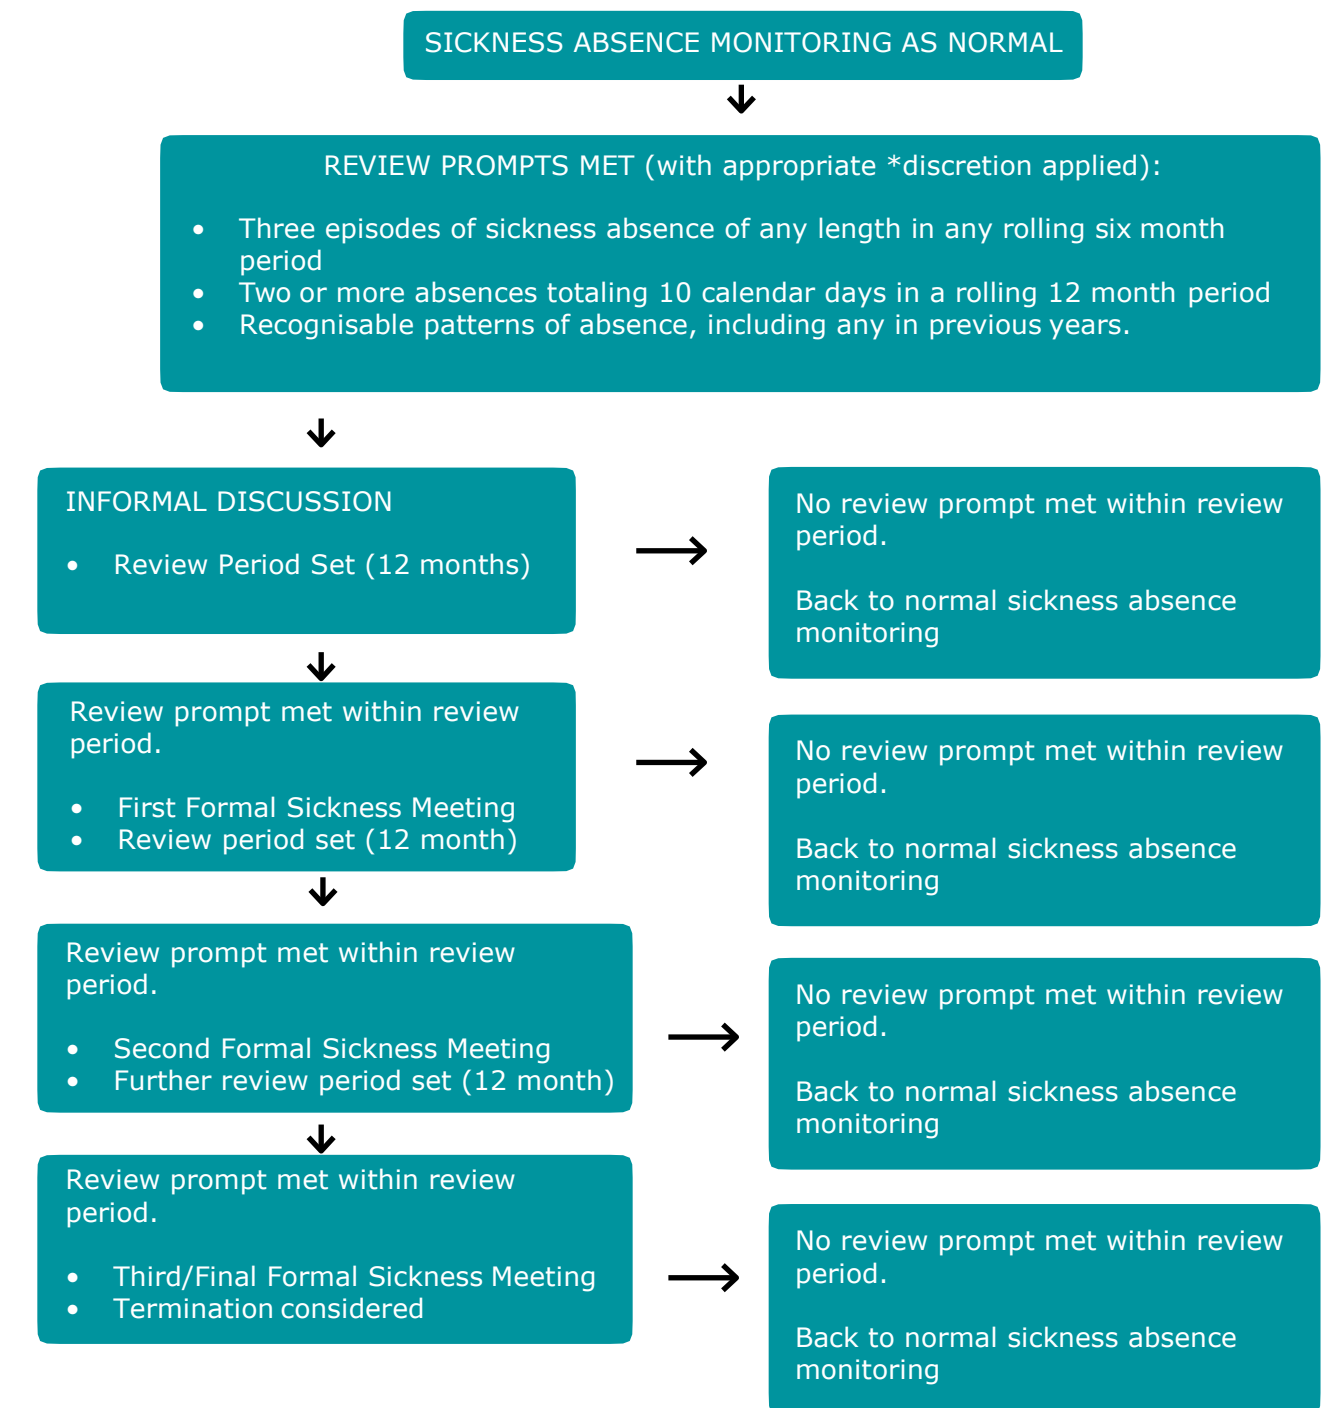 SICKNESS ABSENCE MONITORING AS NORMAL
REVIEW PROMPTS MET (with appropriate *discretion applied):
• Three episodes of sickness absence of any length in any rolling six month
period
• Two or more absences totaling 10 calendar days in a rolling 12 month period
• Recognisable patterns of absence, including any in previous years.
INFORMAL DISCUSSION
• Review Period Set (12 months)
No review prompt met within review
period.
Back to normal sickness absence
monitoring
Review prompt met within review
period.
• First Formal Sickness Meeting
• Review period set (12 month)
No review prompt met within review
period.
Back to normal sickness absence
monitoring
Review prompt met within review
period.
• Second Formal Sickness Meeting
• Further review period set (12 month)
No review prompt met within review
period.
Back to normal sickness absence
monitoring
Review prompt met within review
period.
• Third/Final Formal Sickness Meeting
• Termination considered
No review prompt met within review
period.
Back to normal sickness absence
monitoring